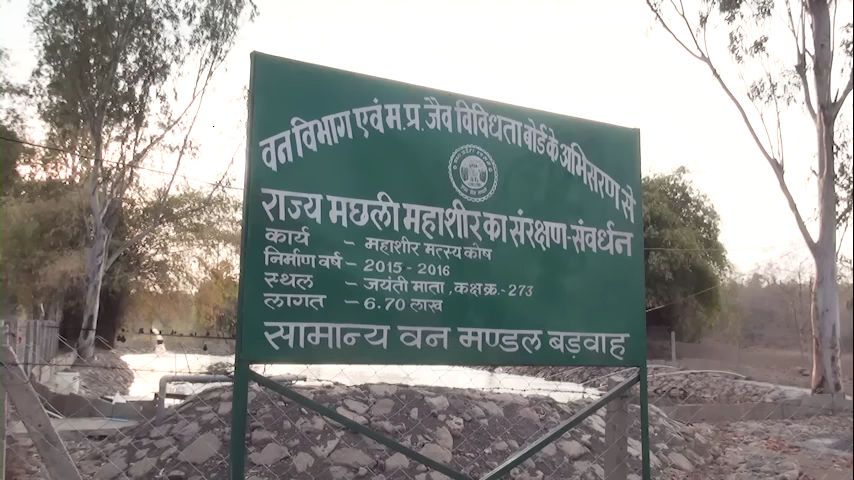 वन विभाग एवं म.प्र. जैव विविधता बोर्ड के अभिसरण से
राज्य मछली महाशीर का संरक्षण-संवर्धन
कार्य - महाशीर मत्स्य कोष
निर्माण वर्ष - 2015 - 2016
स्थल - जयंती माता, कक्ष क्र.-273
लागत - 6.70 लाख
सामान्य वन मण्डल बड़वाह